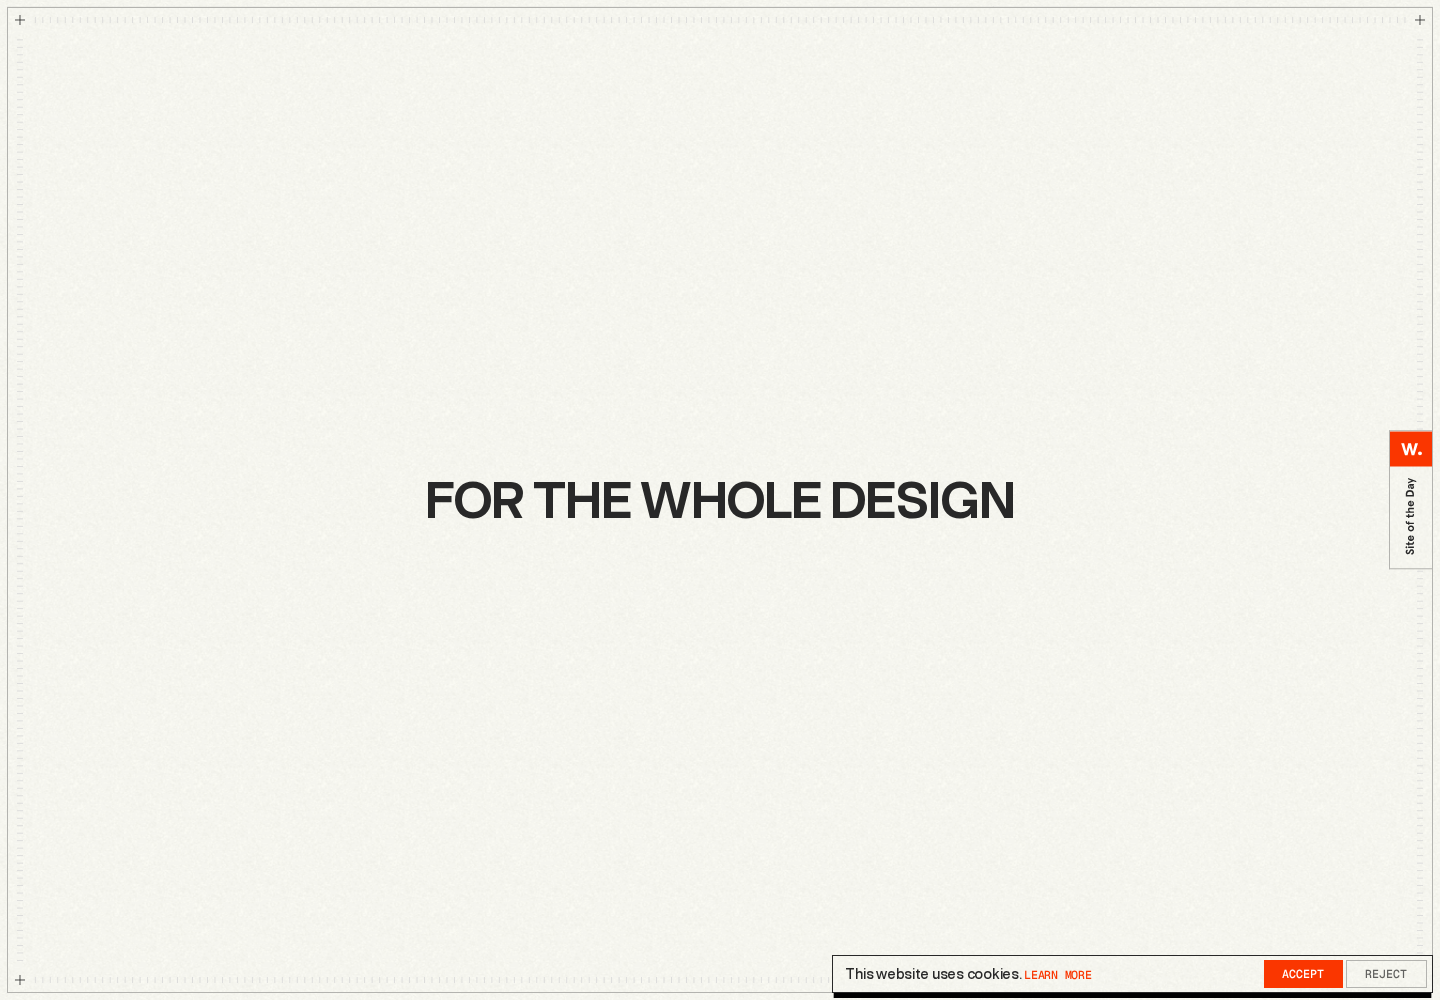 FOR THE WHOLE DESIGN
W.
Site of the Day
This website uses cookies. LEARN MORE
ACCEPT
REJECT